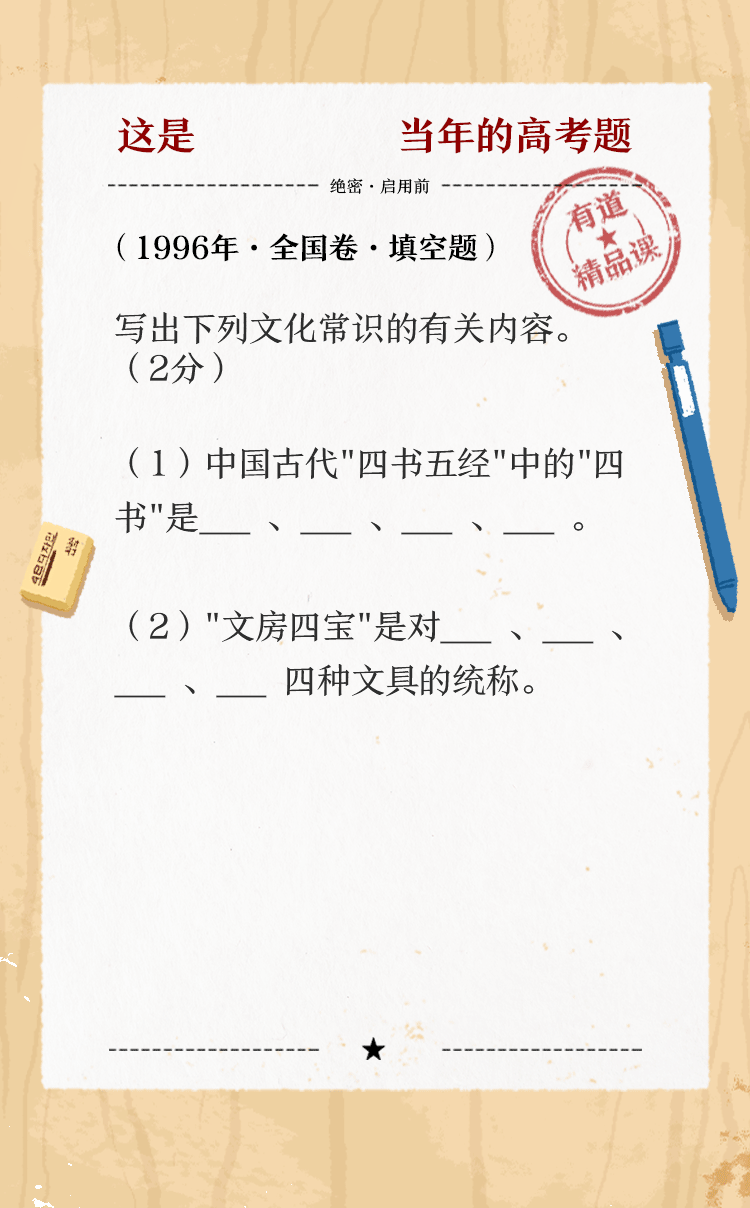 这是 当年的高考题
绝密·启用前
（1996年·全国卷·填空题）
有道
精品课
写出下列文化常识的有关内容。
（2分）
（1）中国古代"四书五经"中的"四
书"是___ 、___ 、___ 、___ 。
（2）"文房四宝"是对___ 、___ 、
___ 、___ 四种文具的统称。